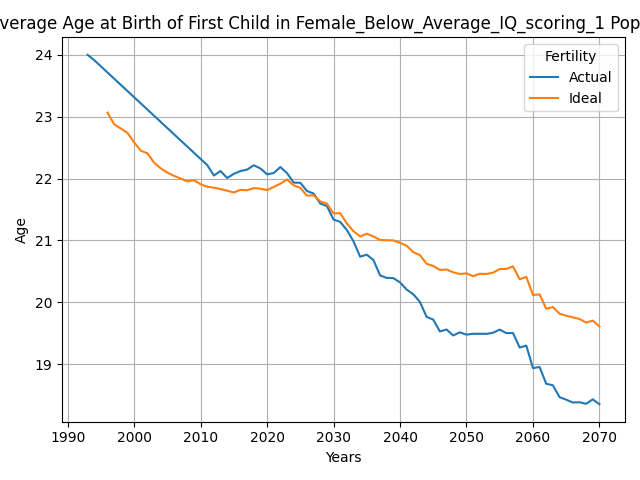 verage Age at Birth of First Child in Female_Below_Average_IQ_scoring_1 Pop
Fertility
Actual
Ideal
24
23
22
21
20
19
Age
1990 2000 2010 2020 2030 2040 2050 2060 2070
Years